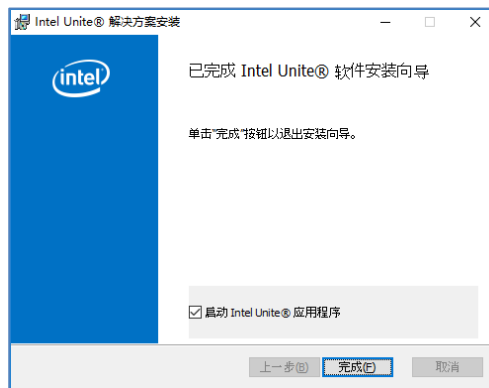 Intel Unite® 解决方案安装
intel
已完成 Intel Unite® 软件安装向导
单击"完成"按钮以退出安装向导。
启动 Intel Unite® 应用程序
上一步(B)
完成(F)
取消